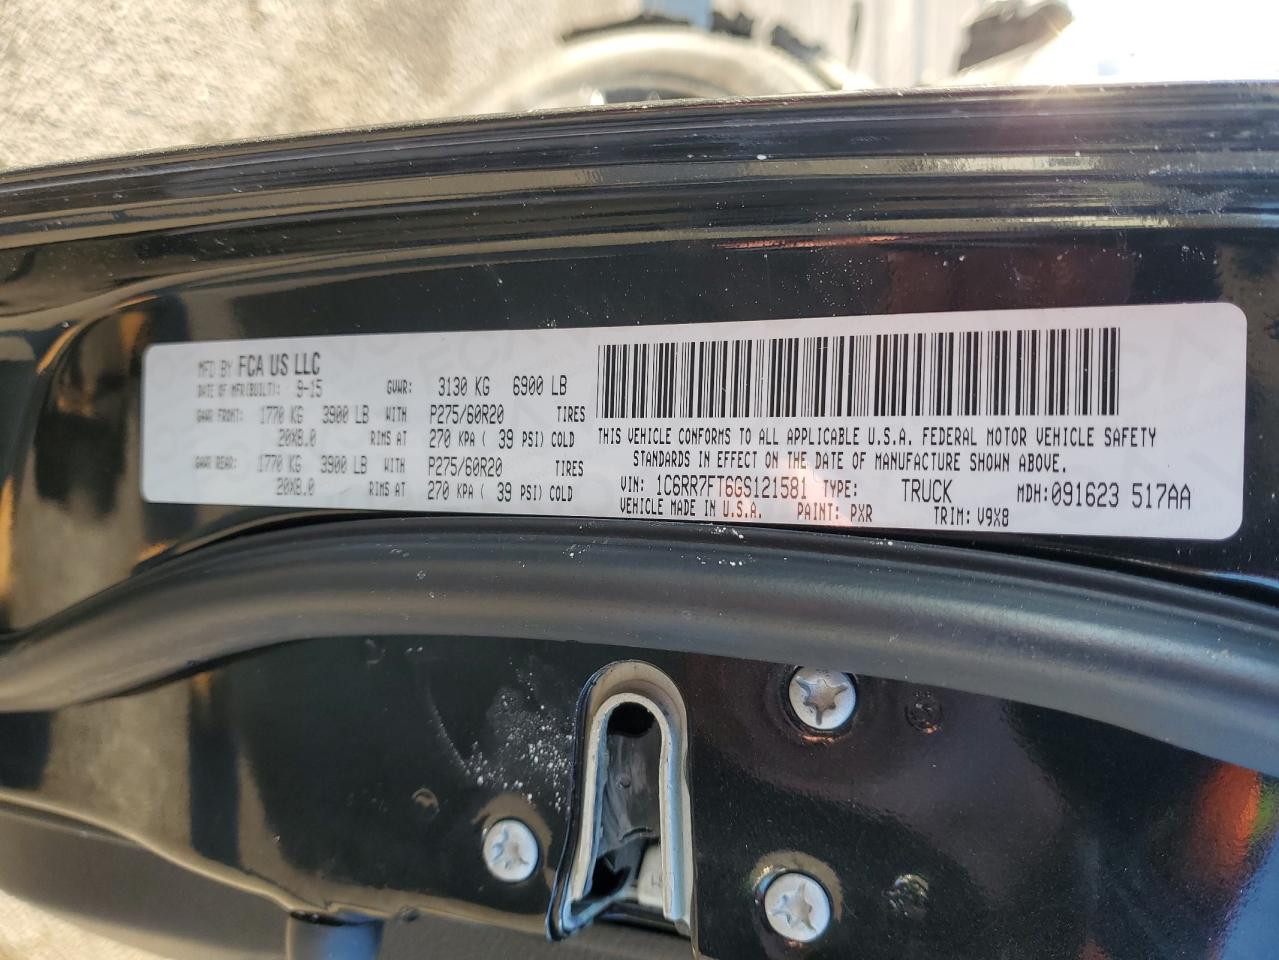 MFD BY FCA US LLC
DATE OF MFR(BUILT): 9-15 GVWR: 3130 KG 6900 LB
GAWR FRONT: 1770 KG 3900 LB WITH P275/60R20 TIRES
20X8.0 RIMS AT 270 KPA ( 39 PSI) COLD
GAWR REAR: 1770 KG 3900 LB WITH P275/60R20 TIRES
20X8.0 RIMS AT 270 KPA ( 39 PSI) COLD
THIS VEHICLE CONFORMS TO ALL APPLICABLE U.S.A. FEDERAL MOTOR VEHICLE SAFETY
STANDARDS IN EFFECT ON THE DATE OF MANUFACTURE SHOWN ABOVE.
VIN: 1C6RR7FT6GS121581 TYPE: TRUCK MDH:091623 517AA
VEHICLE MADE IN U.S.A. PAINT: PXR TRIM: V9X8